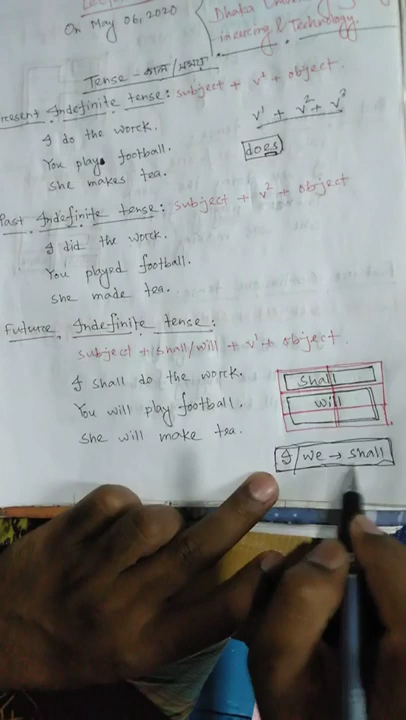 On May 06, 2020
Dhaka
ineering & Technology.
Tense - কাল / সময়
Present Indefinite tense: subject + v¹ + object.
I do the work.
v¹ + v² + v³
You play football.
does
She makes tea.
Past Indefinite tense: subject + v² + object
I did the work.
You played football.
She made tea.
Future Indefinite tense:
subject + shall/will + v¹ + object.
I shall do the work.
shall
You will play football.
will
She will make tea.
I/we → shall